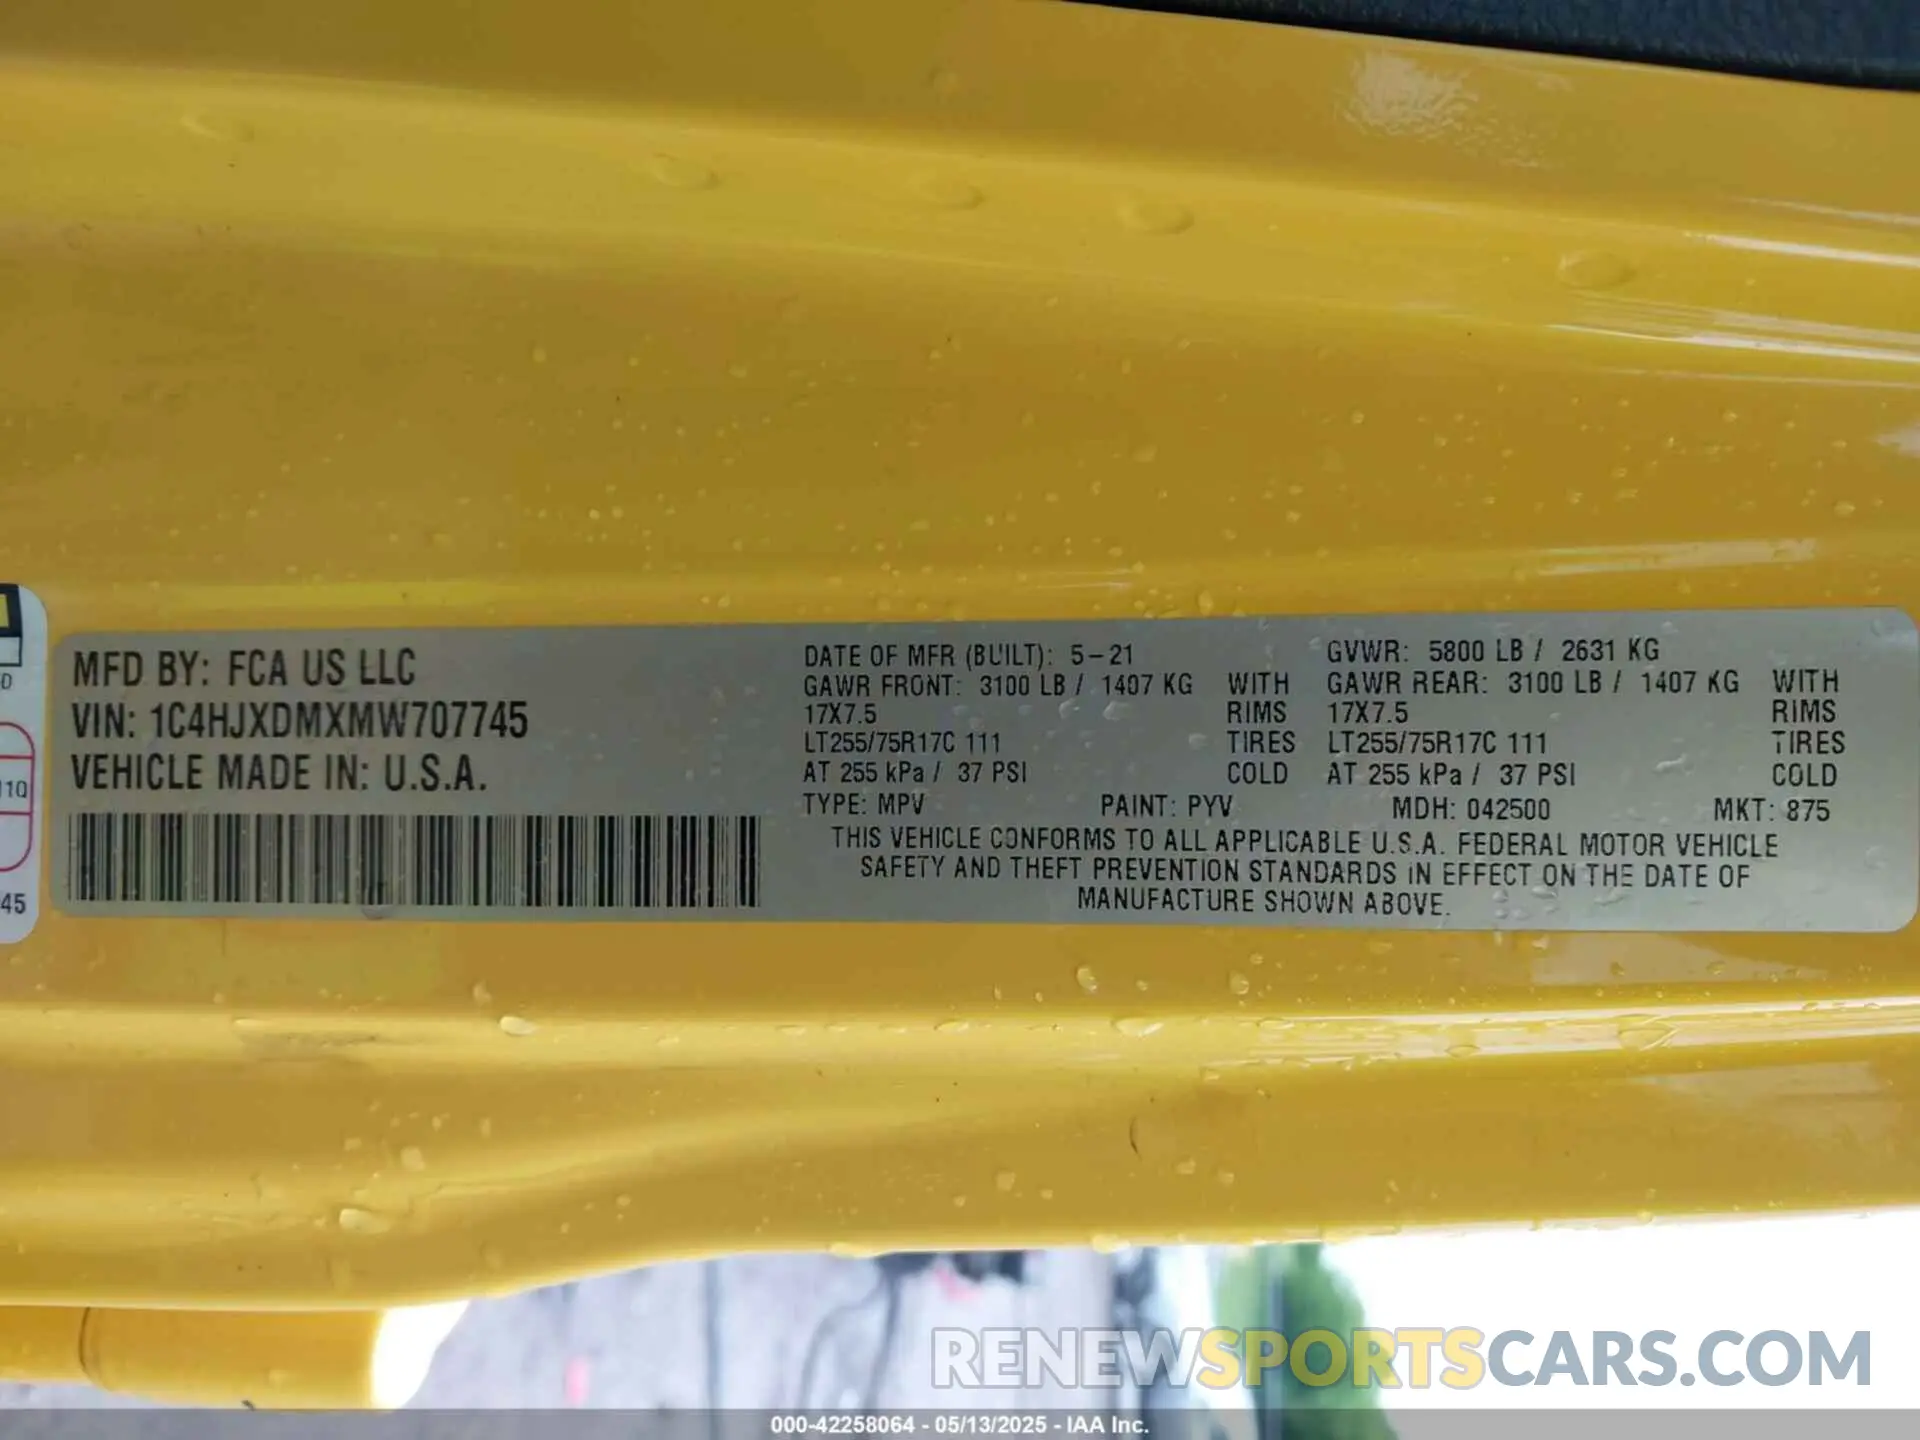 D
110
45
MFD BY: FCA US LLC
VIN: 1C4HJXDMXMW707745
VEHICLE MADE IN: U.S.A.
DATE OF MFR (BUILT): 5-21 GVWR: 5800 LB / 2631 KG
GAWR FRONT: 3100 LB / 1407 KG WITH GAWR REAR: 3100 LB / 1407 KG WITH
17X7.5 RIMS 17X7.5 RIMS
LT255/75R17C 111 TIRES LT255/75R17C 111 TIRES
AT 255 kPa / 37 PSI COLD AT 255 kPa / 37 PSI COLD
TYPE: MPV PAINT: PYV MDH: 042500 MKT: 875
THIS VEHICLE CONFORMS TO ALL APPLICABLE U.S.A. FEDERAL MOTOR VEHICLE
SAFETY AND THEFT PREVENTION STANDARDS IN EFFECT ON THE DATE OF
MANUFACTURE SHOWN ABOVE.
RENEWSPORTSCARS.COM
000-42258064 - 05/13/2025 - IAA Inc.